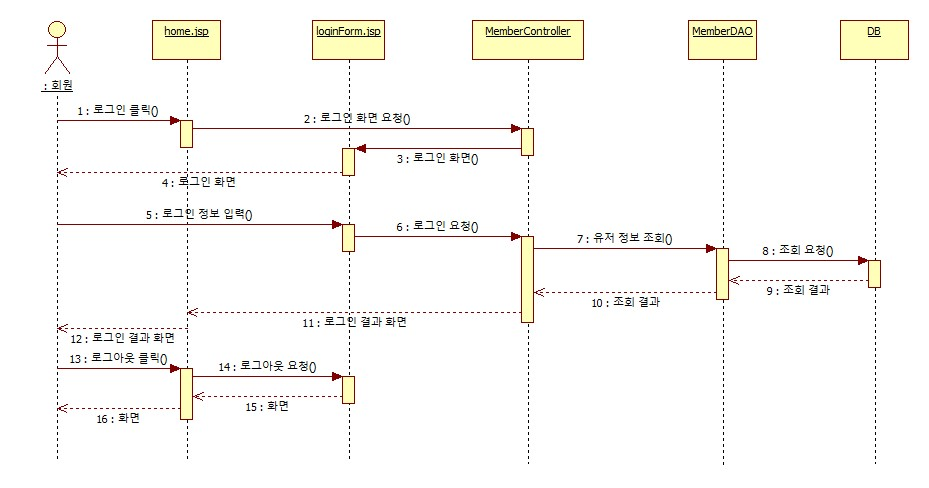 home.jsp
loginForm.jsp
MemberController
MemberDAO
DB
: 회원
1 : 로그인 클릭()
2 : 로그인 화면 요청()
3 : 로그인 화면()
4 : 로그인 화면
5 : 로그인 정보 입력()
6 : 로그인 요청()
7 : 유저 정보 조회()
8 : 조회 요청()
9 : 조회 결과
10 : 조회 결과
11 : 로그인 결과 화면
12 : 로그인 결과 화면
13 : 로그아웃 클릭()
14 : 로그아웃 요청()
15 : 화면
16 : 화면